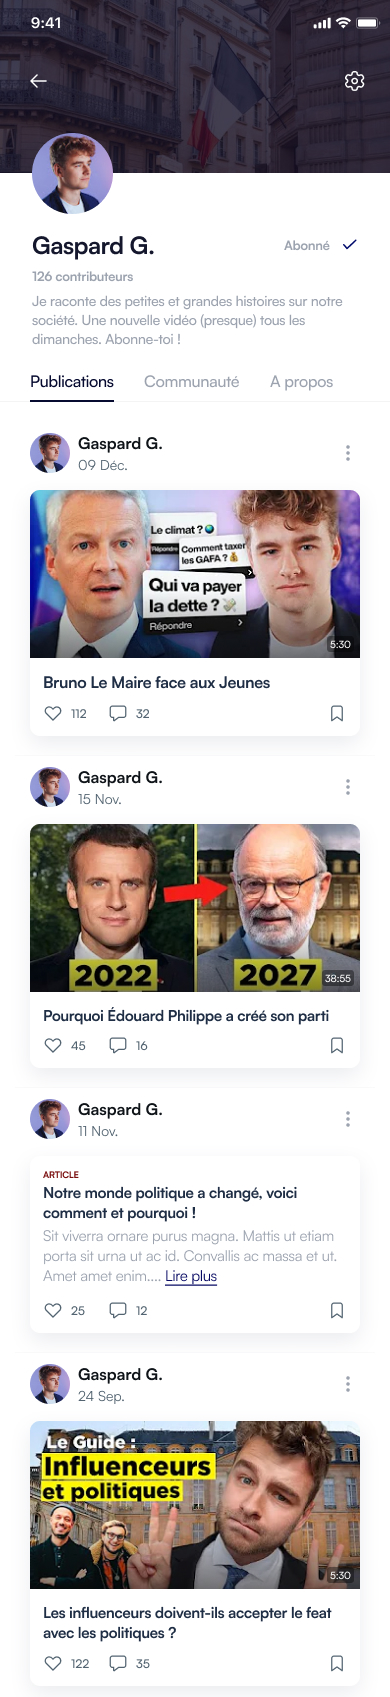 9:41
Gaspard G.
Abonné
126 contributeurs
Je raconte des petites et grandes histoires sur notre
société. Une nouvelle vidéo (presque) tous les
dimanches. Abonne-toi !
Publications Communauté A propos
Gaspard G.
09 Déc.
Le climat ?
Répondre
Comment taxer
les GAFA ?
Qui va payer
la dette ?
Répondre
5:30
Bruno Le Maire face aux Jeunes
112 32
Gaspard G.
15 Nov.
2022 2027
38:55
Pourquoi Édouard Philippe a créé son parti
45 16
Gaspard G.
11 Nov.
ARTICLE
Notre monde politique a changé, voici
comment et pourquoi !
Sit viverra ornare purus magna. Mattis ut etiam
porta sit urna ut ac id. Convallis ac massa et ut.
Amet amet enim.... Lire plus
25 12
Gaspard G.
24 Sep.
Le Guide :
Influenceurs
et politiques
5:30
Les influenceurs doivent-ils accepter le feat
avec les politiques ?
122 35